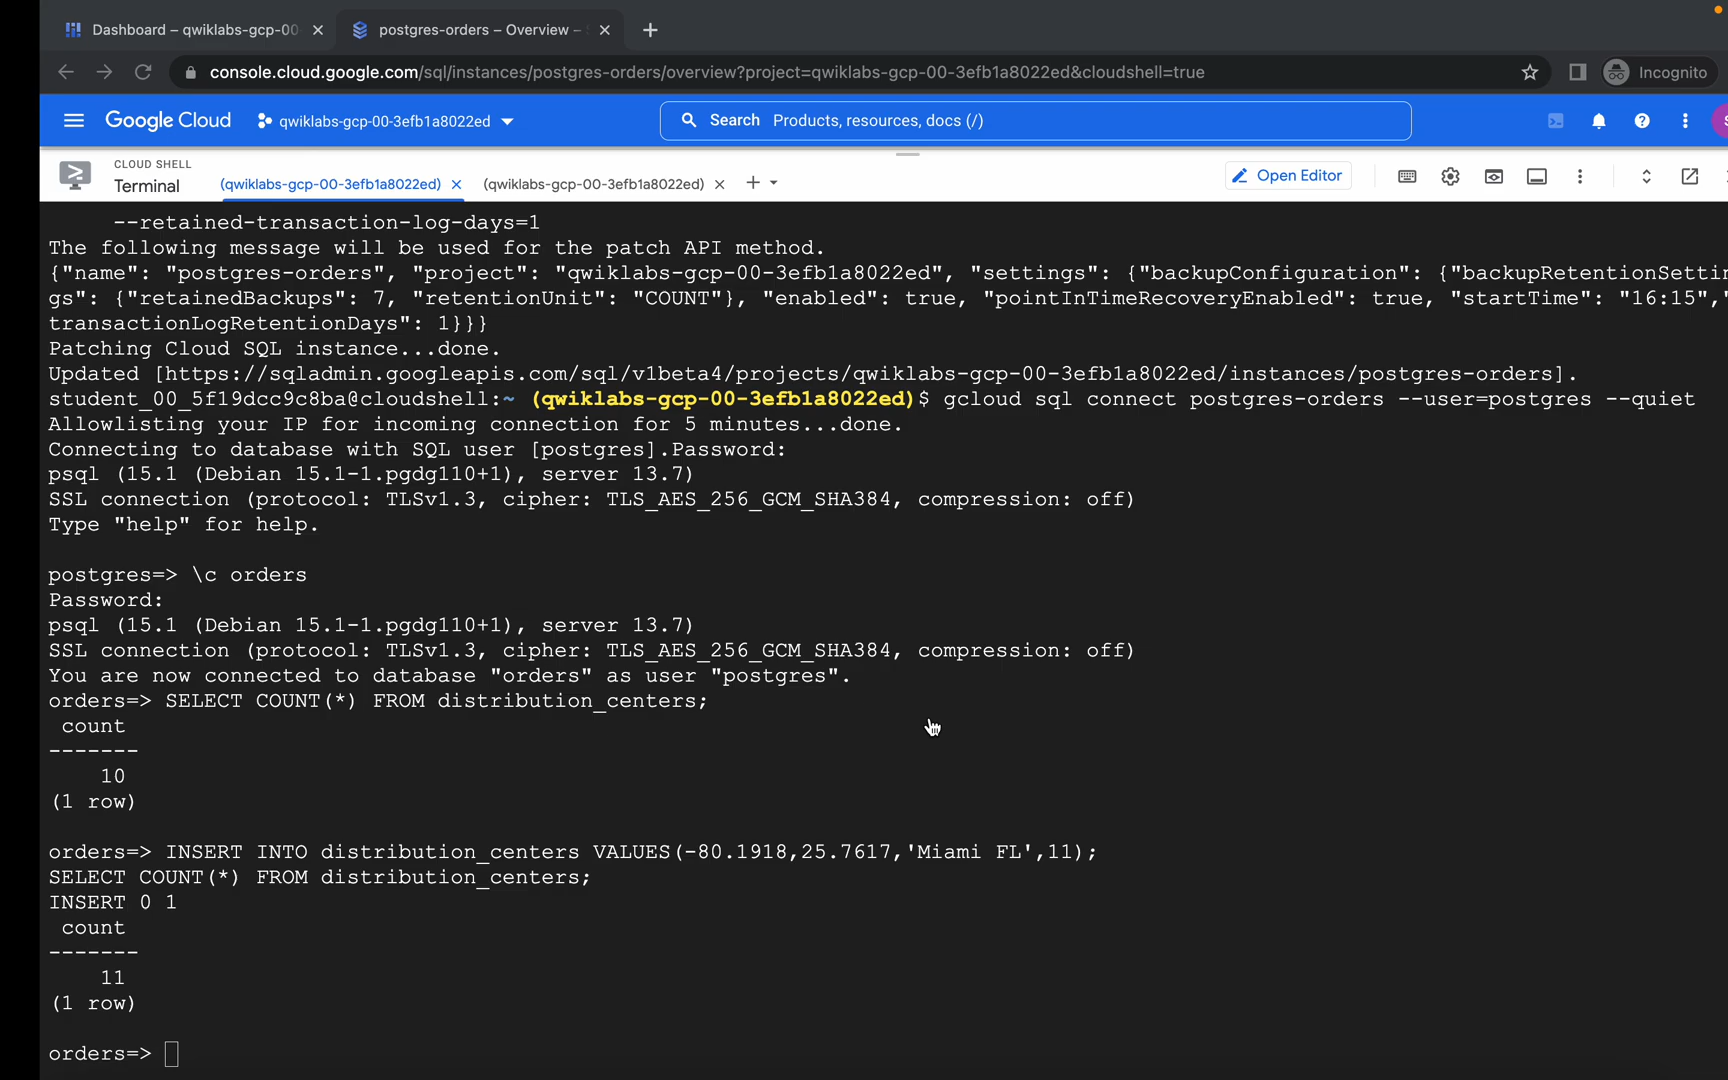 Dashboard – qwiklabs-gcp-00
postgres-orders – Overview –
console.cloud.google.com/sql/instances/postgres-orders/overview?project=qwiklabs-gcp-00-3efb1a8022ed&cloudshell=true
Incognito
Google Cloud
qwiklabs-gcp-00-3efb1a8022ed
Search Products, resources, docs (/)
CLOUD SHELL
Terminal
(qwiklabs-gcp-00-3efb1a8022ed)
(qwiklabs-gcp-00-3efb1a8022ed)
Open Editor
--retained-transaction-log-days=1
The following message will be used for the patch API method.
{"name": "postgres-orders", "project": "qwiklabs-gcp-00-3efb1a8022ed", "settings": {"backupConfiguration": {"backupRetentionSettin
gs": {"retainedBackups": 7, "retentionUnit": "COUNT"}, "enabled": true, "pointInTimeRecoveryEnabled": true, "startTime": "16:15", "
transactionLogRetentionDays": 1}}}
Patching Cloud SQL instance...done.
Updated [https://sqladmin.googleapis.com/sql/v1beta4/projects/qwiklabs-gcp-00-3efb1a8022ed/instances/postgres-orders].
student_00_5f19dcc9c8ba@cloudshell:~ (qwiklabs-gcp-00-3efb1a8022ed)$ gcloud sql connect postgres-orders --user=postgres --quiet
Allowlisting your IP for incoming connection for 5 minutes...done.
Connecting to database with SQL user [postgres].Password:
psql (15.1 (Debian 15.1-1.pgdg110+1), server 13.7)
SSL connection (protocol: TLSv1.3, cipher: TLS_AES_256_GCM_SHA384, compression: off)
Type "help" for help.
postgres=> \c orders
Password:
psql (15.1 (Debian 15.1-1.pgdg110+1), server 13.7)
SSL connection (protocol: TLSv1.3, cipher: TLS_AES_256_GCM_SHA384, compression: off)
You are now connected to database "orders" as user "postgres".
orders=> SELECT COUNT(*) FROM distribution_centers;
count
-------
10
(1 row)
orders=> INSERT INTO distribution_centers VALUES(-80.1918,25.7617,'Miami FL',11);
SELECT COUNT(*) FROM distribution_centers;
INSERT 0 1
count
-------
11
(1 row)
orders=>